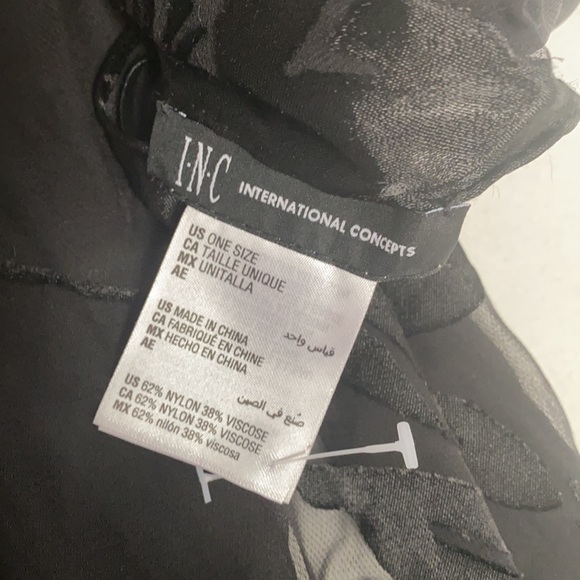 I·N·C INTERNATIONAL CONCEPTS
US ONE SIZE
CA TAILLE UNIQUE
MX UNITALLA
AE قياس واحد
US MADE IN CHINA
CA FABRIQUÉ EN CHINE
MX HECHO EN CHINA
AE صنع في الصين
US 62% NYLON 38% VISCOSE
CA 62% NYLON 38% VISCOSE
MX 62% nilón 38% viscosa